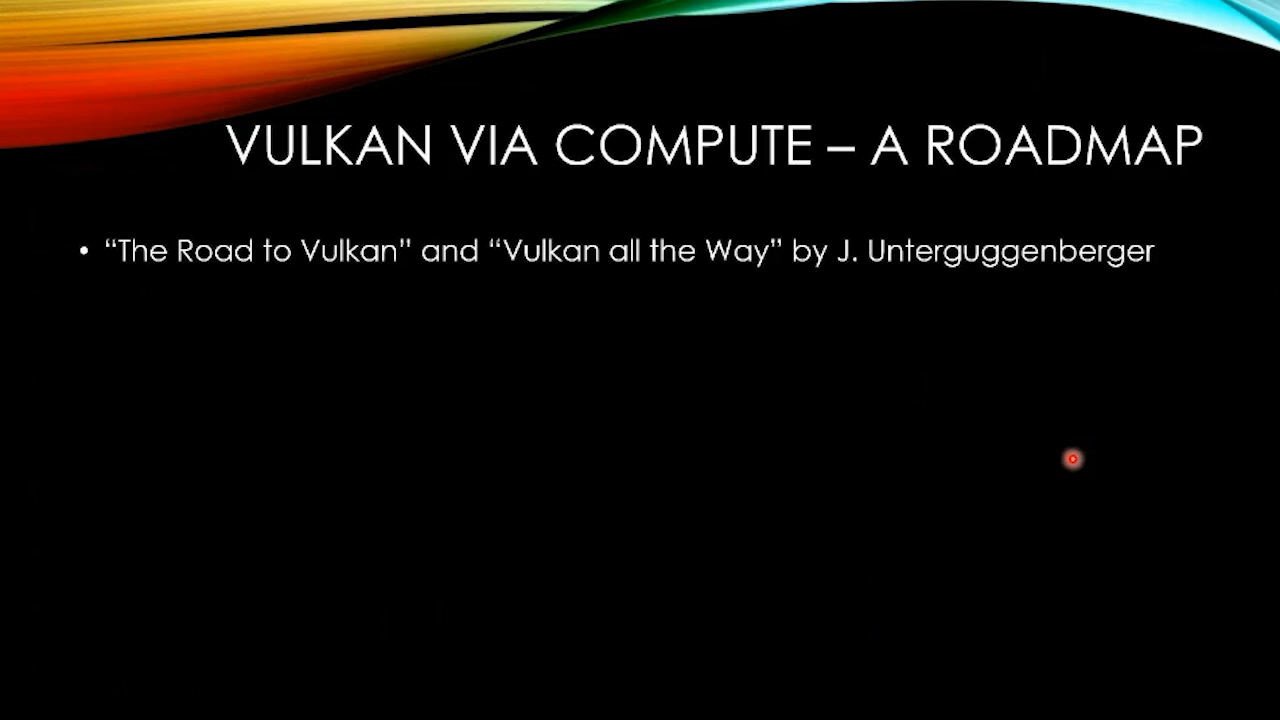 VULKAN VIA COMPUTE – A ROADMAP
• “The Road to Vulkan” and “Vulkan all the Way” by J. Unterguggenberger